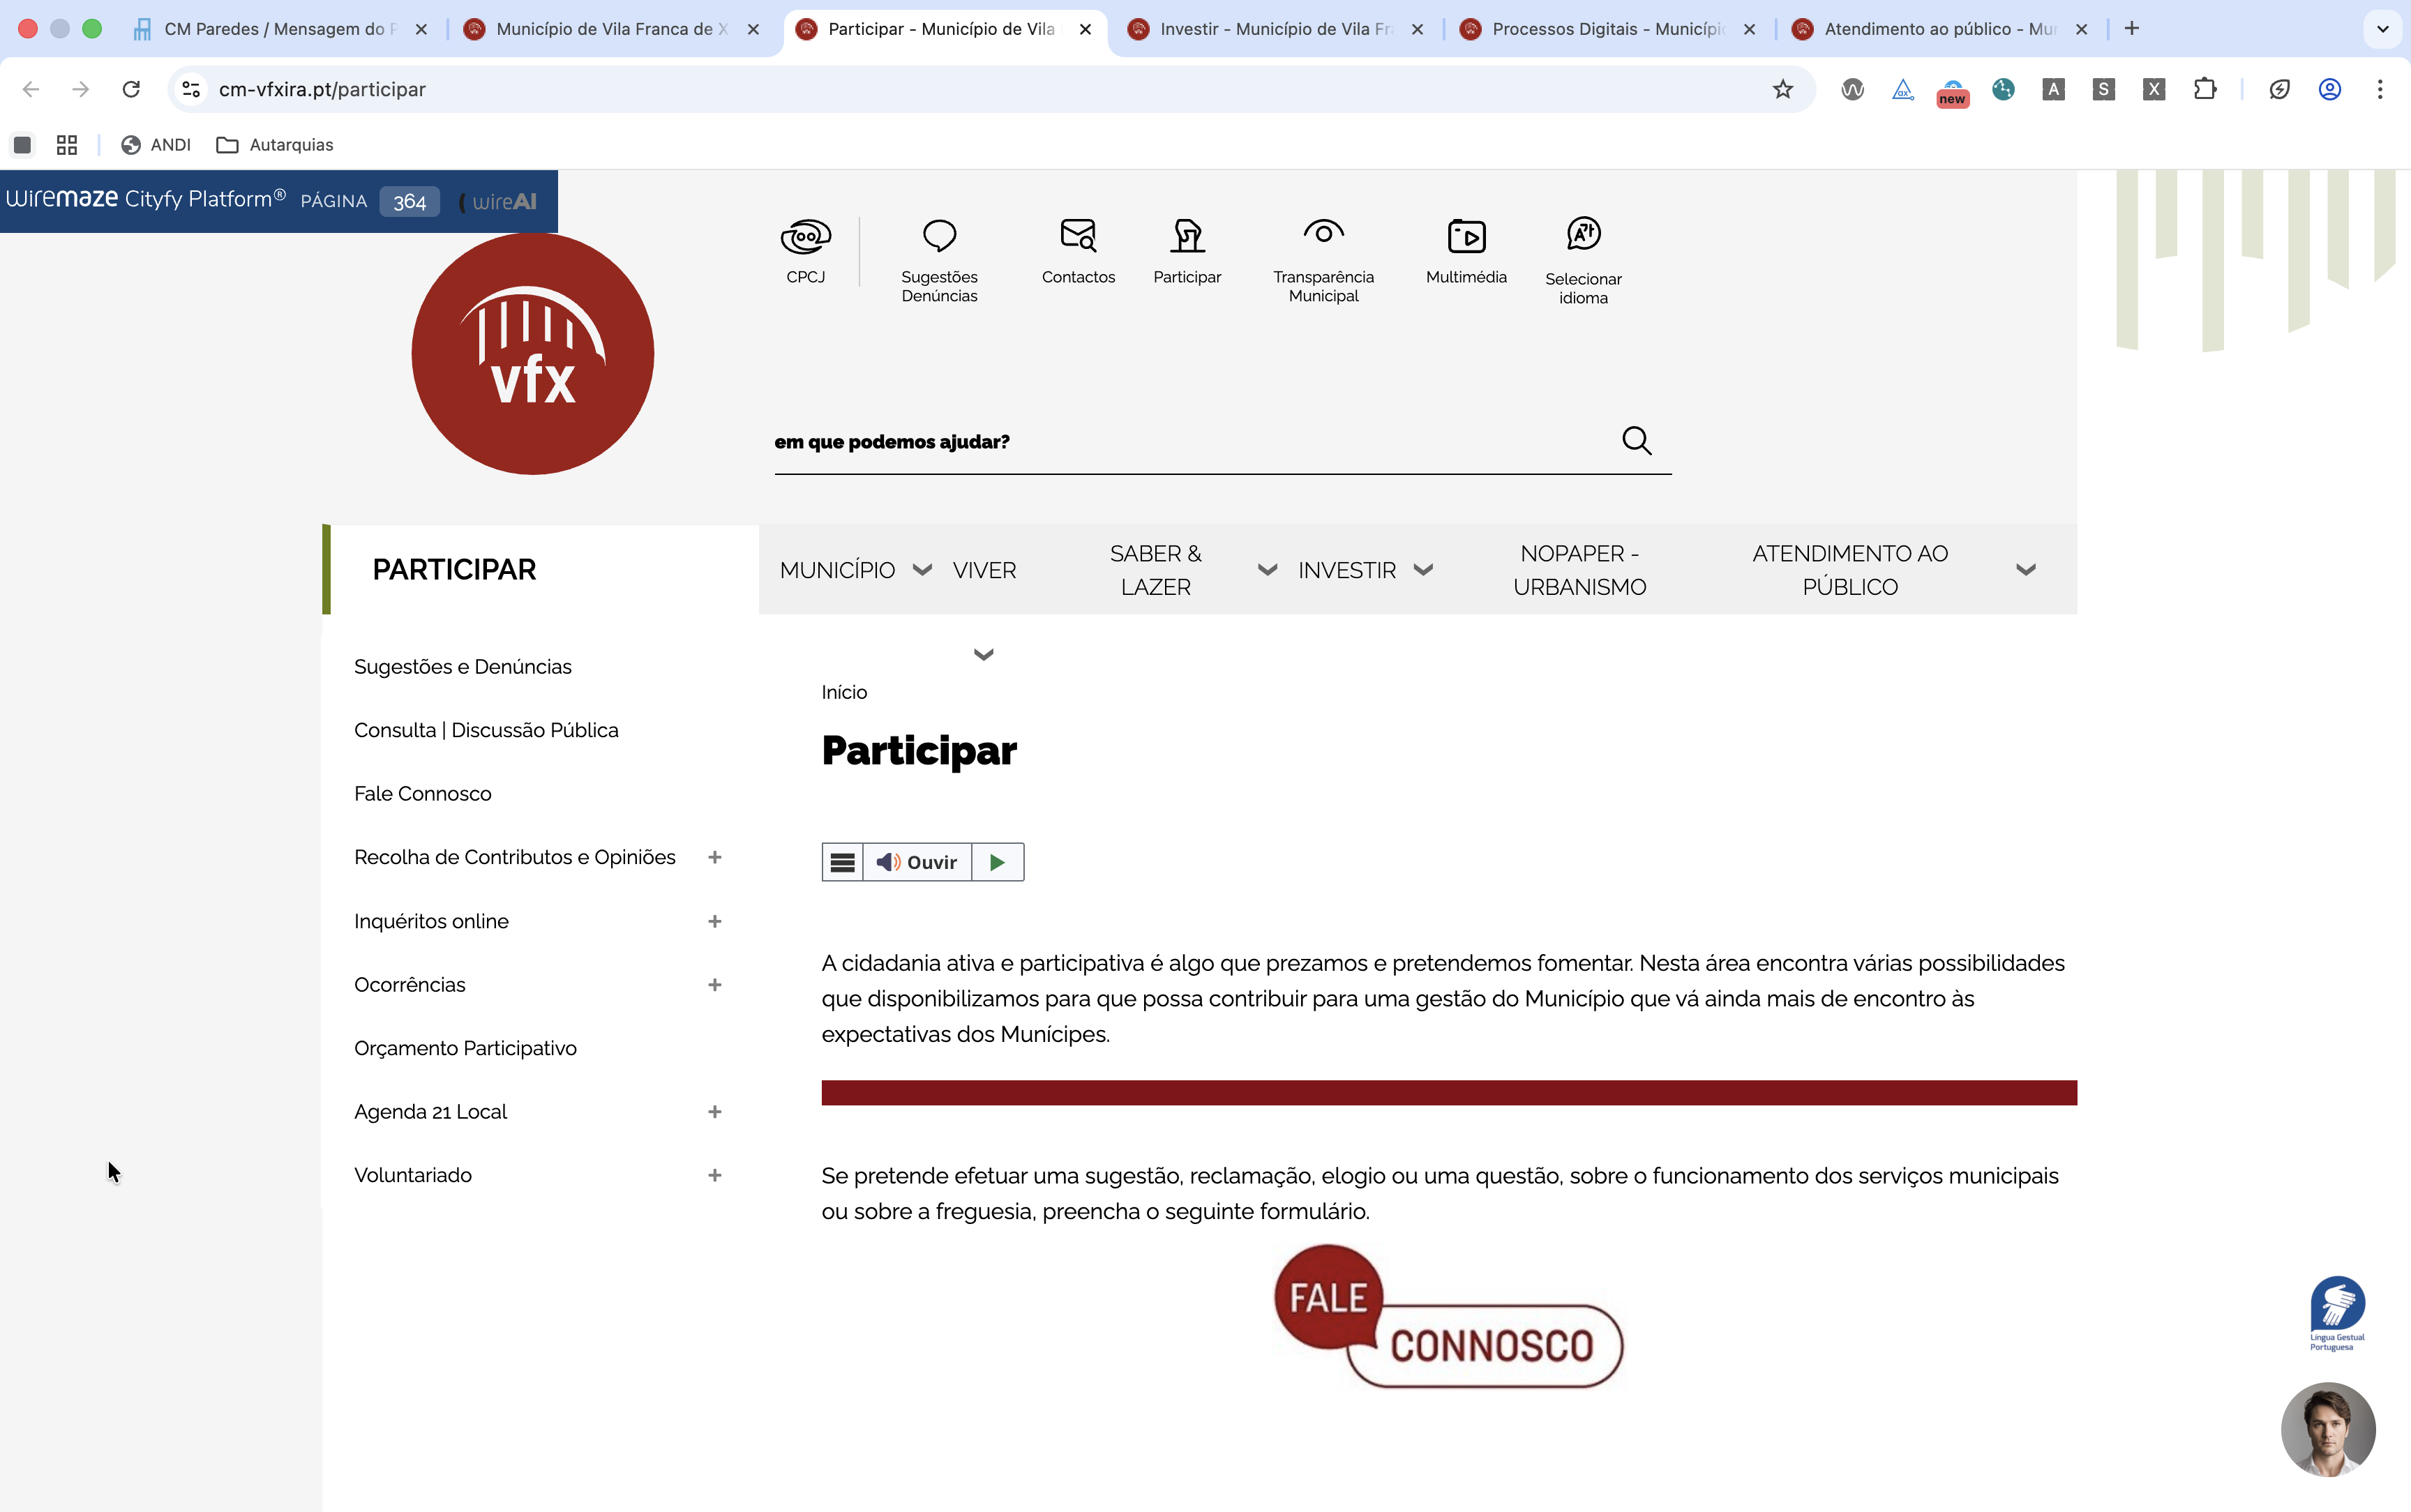 CM Paredes / Mensagem do P
Município de Vila Franca de X
Participar - Município de Vila
Investir - Município de Vila Fr
Processos Digitais - Municípi
Atendimento ao público - Mu
cm-vfxira.pt/participar
new
A
S
X
ANDI
Autarquias
wiremaze Cityfy Platform® PÁGINA 364 wireAI
CPCJ
Sugestões
Denúncias
Contactos
Participar
Transparência
Municipal
Multimédia
Selecionar
idioma
vfx
em que podemos ajudar?
PARTICIPAR
MUNICÍPIO
VIVER
SABER &
LAZER
INVESTIR
NOPAPER -
URBANISMO
ATENDIMENTO AO
PÚBLICO
Sugestões e Denúncias
Consulta | Discussão Pública
Fale Connosco
Recolha de Contributos e Opiniões +
Inquéritos online +
Ocorrências +
Orçamento Participativo
Agenda 21 Local +
Voluntariado +
Início
Participar
Ouvir
A cidadania ativa e participativa é algo que prezamos e pretendemos fomentar. Nesta área encontra várias possibilidades
que disponibilizamos para que possa contribuir para uma gestão do Município que vá ainda mais de encontro às
expectativas dos Munícipes.
Se pretende efetuar uma sugestão, reclamação, elogio ou uma questão, sobre o funcionamento dos serviços municipais
ou sobre a freguesia, preencha o seguinte formulário.
FALE
CONNOSCO
Língua Gestual
Portuguesa